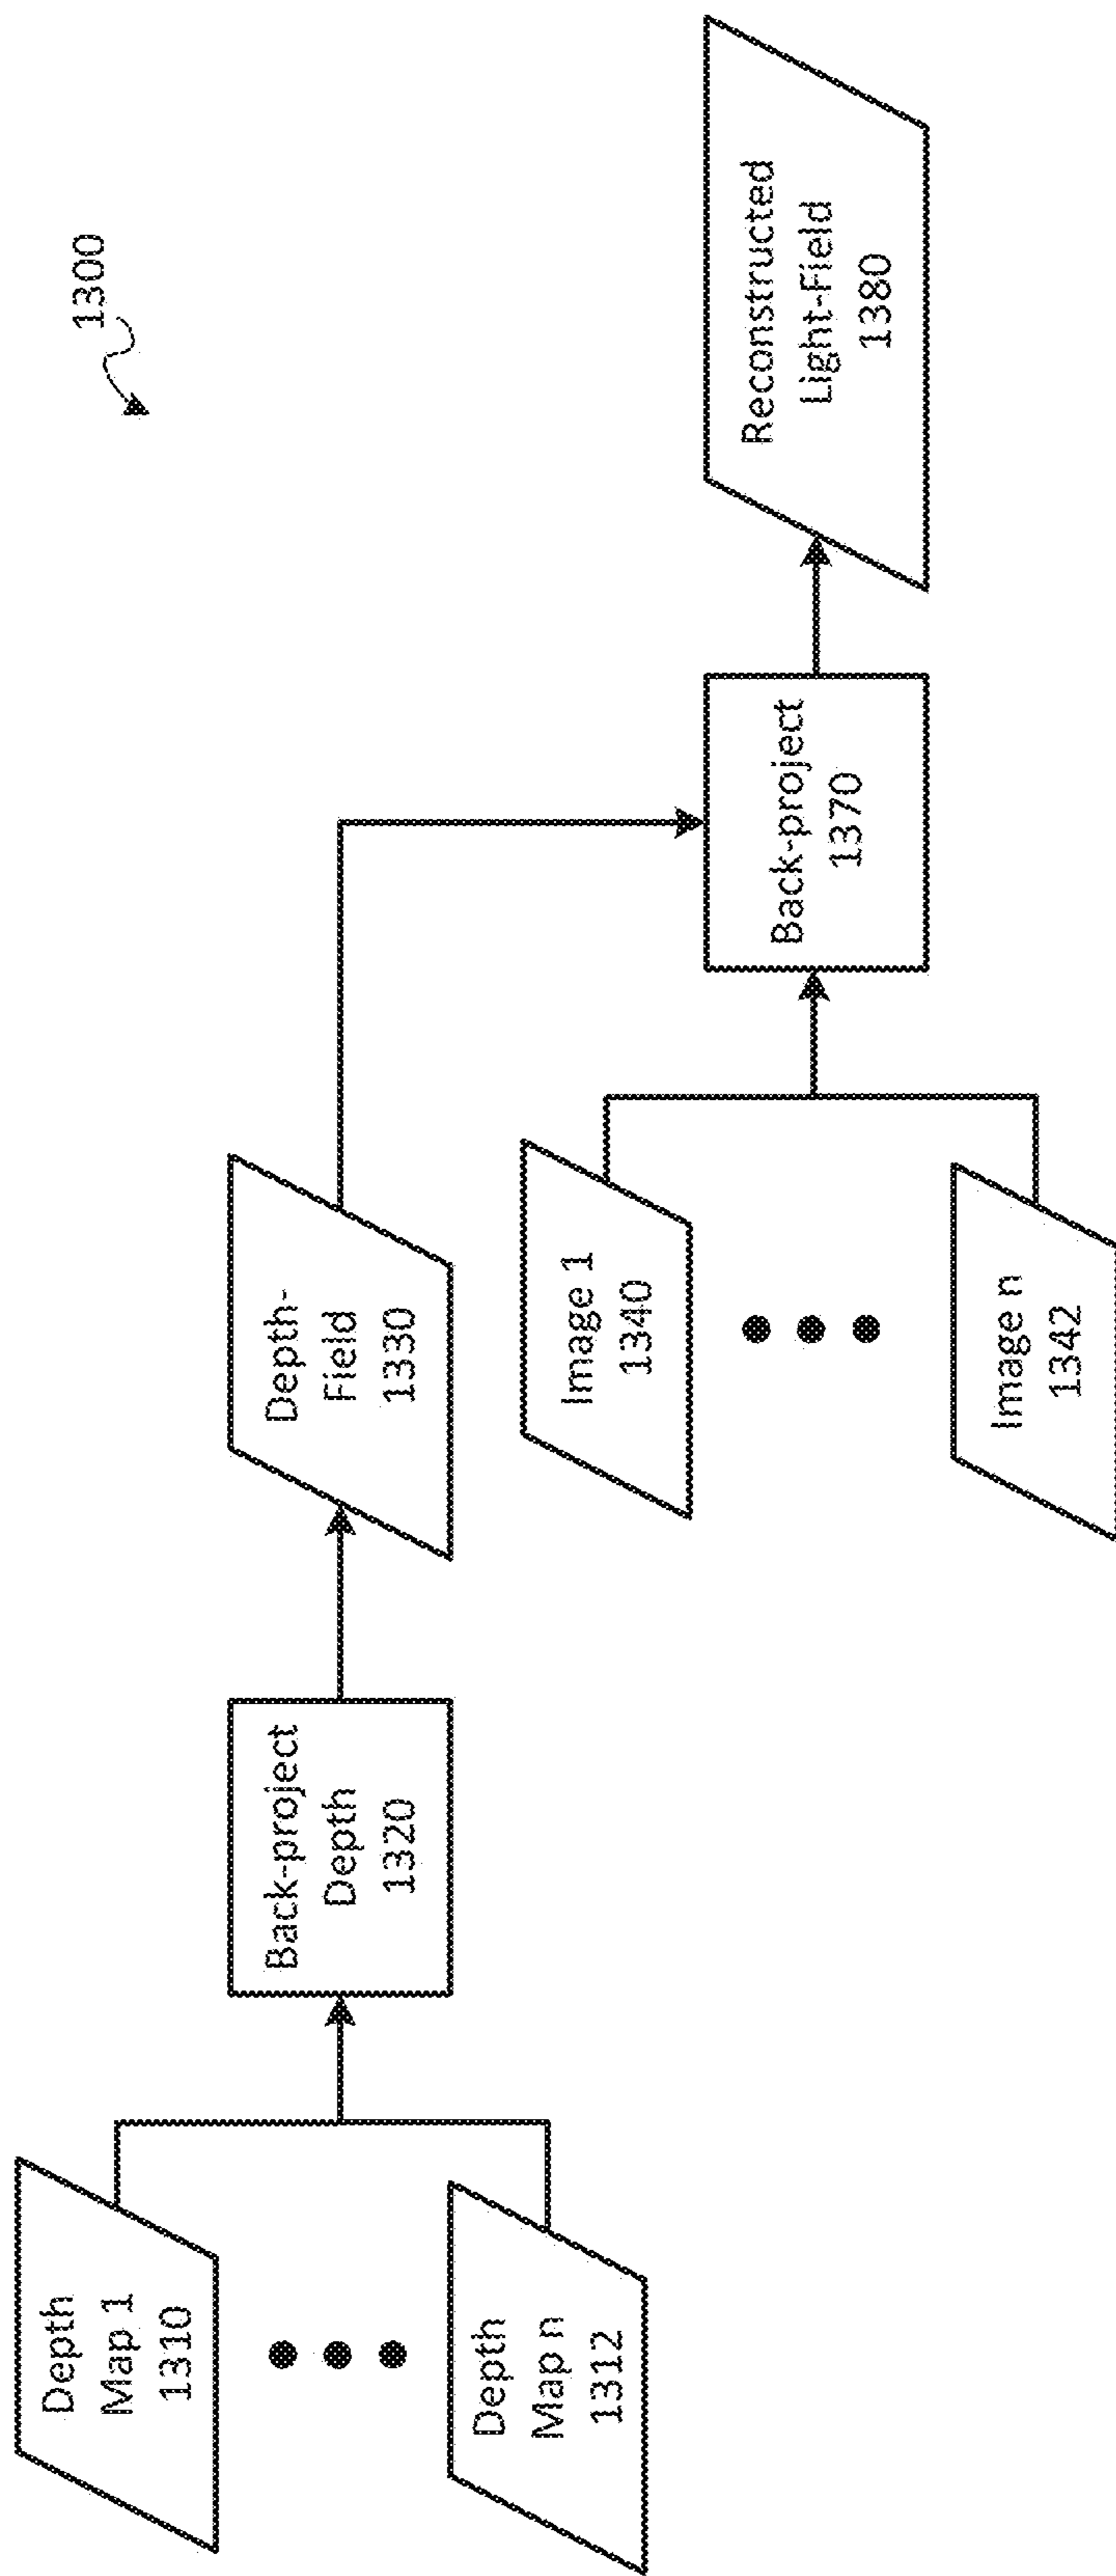 1300
Depth
Map 1
1310
Depth
Map n
1312
Back-project
Depth
1320
Depth-
Field
1330
Image 1
1340
Image n
1342
Back-project
1370
Reconstructed
Light-Field
1380